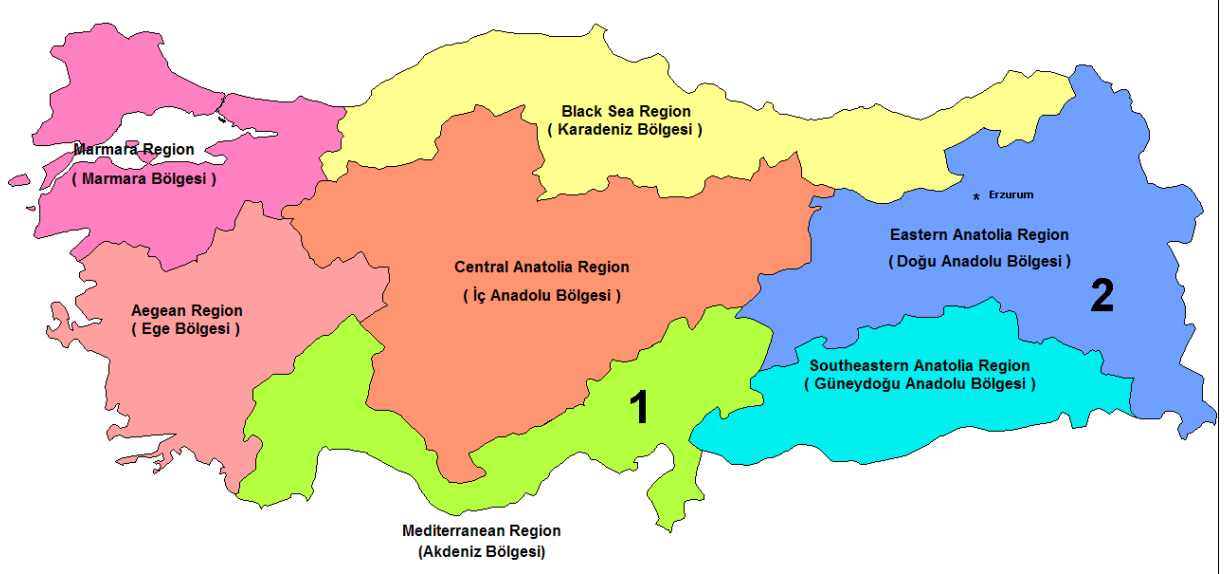 Black Sea Region
( Karadeniz Bölgesi )
Marmara Region
( Marmara Bölgesi )
* Erzurum
Eastern Anatolia Region
( Doğu Anadolu Bölgesi )
Central Anatolia Region
( İç Anadolu Bölgesi )
2
Aegean Region
( Ege Bölgesi )
Southeastern Anatolia Region
( Güneydoğu Anadolu Bölgesi )
1
Mediterranean Region
(Akdeniz Bölgesi)